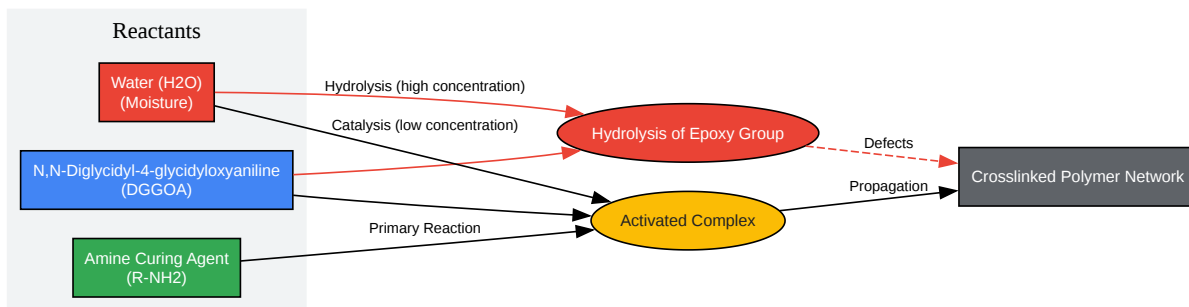 Reactants
Water (H2O)
(Moisture)
Hydrolysis (high concentration)
Catalysis (low concentration)
Hydrolysis of Epoxy Group
Defects
N,N-Diglycidyl-4-glycidyloxyaniline
(DGGOA)
Crosslinked Polymer Network
Propagation
Activated Complex
Primary Reaction
Amine Curing Agent
(R-NH2)